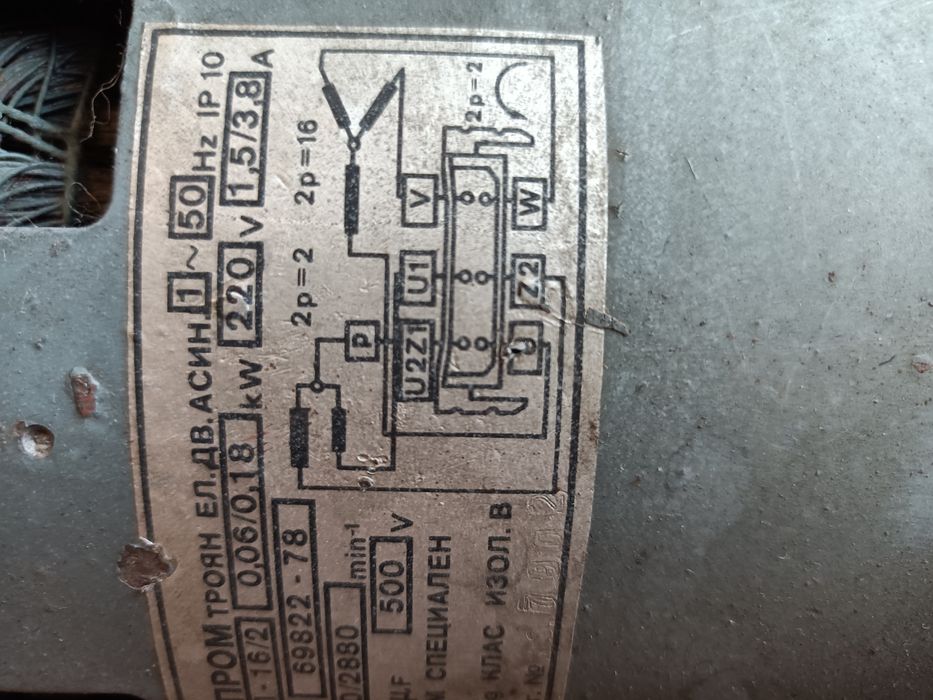 ПРОМ ТРОЯН ЕЛ.ДВ.АСИН. 1 ~ 50 Hz IP 10
-16/2 0,06/0,18 kW 220 V 1,5/3,8 A
69822-78 2p=2 2p=16
/2880 min-1
500 V
СПЕЦИАЛЕН
КЛАС ИЗОЛ. В
P
U2Z1 U1 V
U Z2 W
2p=2